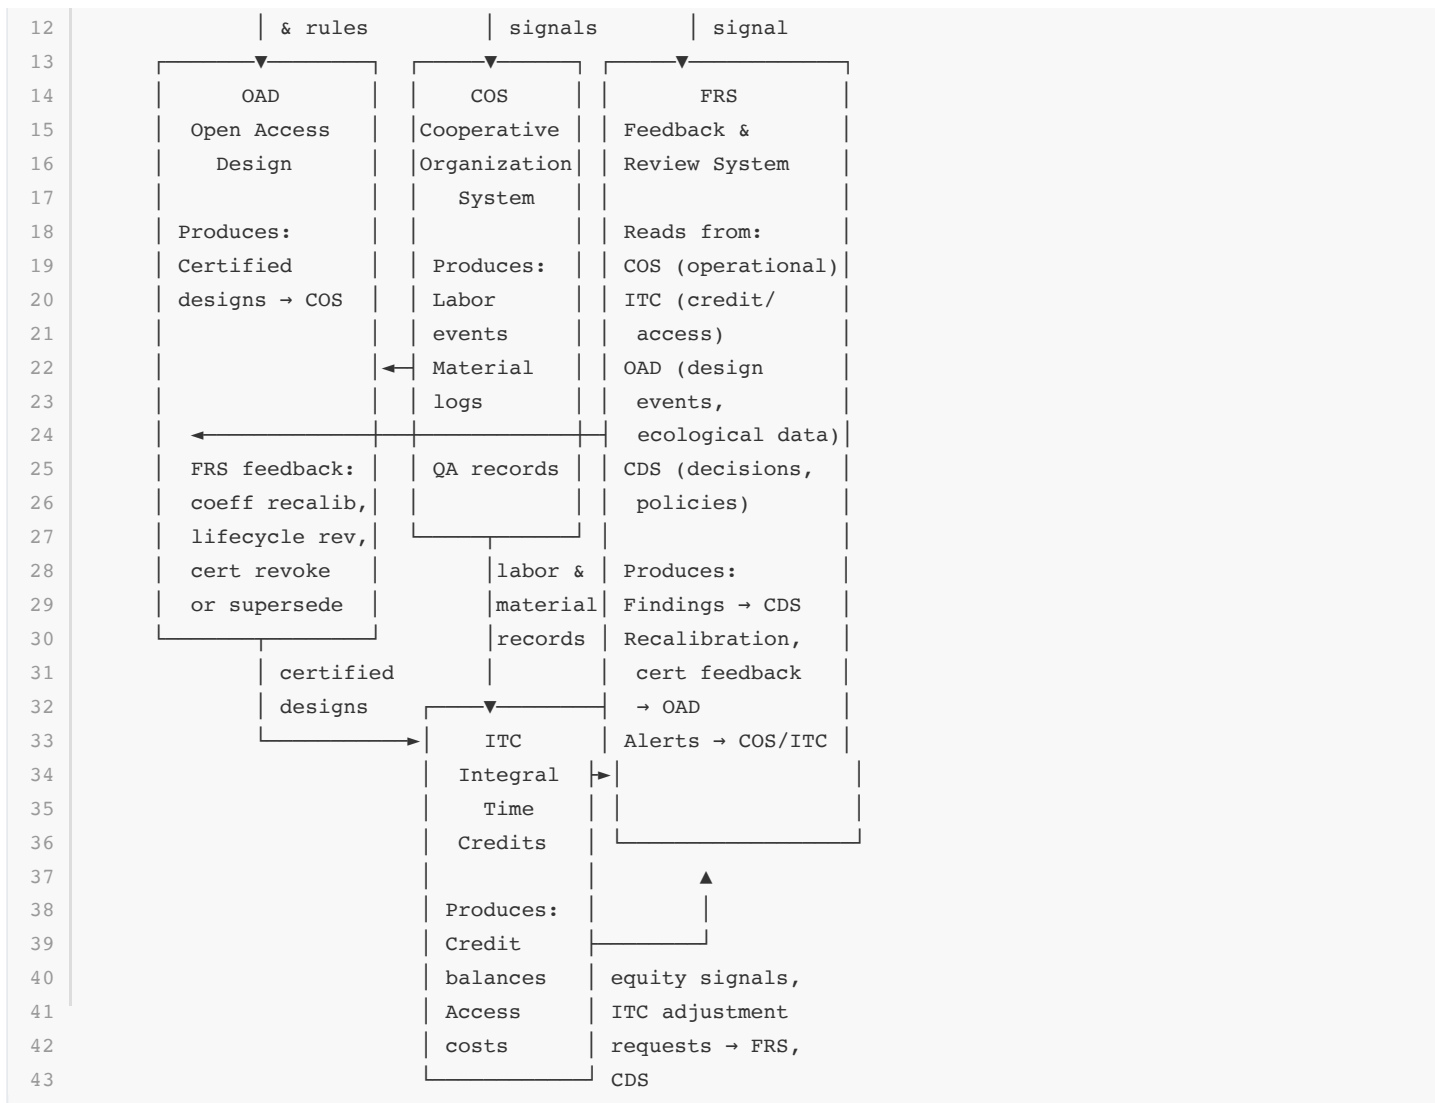 12 & rules signals signal
13
14 OAD COS FRS
15 Open Access Cooperative Feedback &
16 Design Organization Review System
17 System
18 Produces: Reads from:
19 Certified Produces: COS (operational)
20 designs → COS Labor ITC (credit/
21 events access)
22 Material OAD (design
23 logs events,
24 ecological data)
25 FRS feedback: QA records CDS (decisions,
26 coeff recalib, policies)
27 lifecycle rev,
28 cert revoke labor & Produces:
29 or supersede material Findings → CDS
30 records Recalibration,
31 certified cert feedback
32 designs → OAD
33 ITC Alerts → COS/ITC
34 Integral
35 Time
36 Credits
37
38 Produces:
39 Credit
40 balances equity signals,
41 Access ITC adjustment
42 costs requests → FRS,
43 CDS